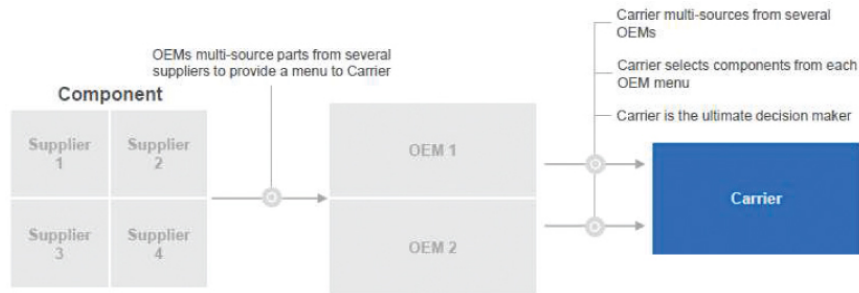 OEMs multi-source parts from several
suppliers to provide a menu to Carrier
Carrier multi-sources from several
OEMs
Carrier selects components from each
OEM menu
Carrier is the ultimate decision maker
Component
Supplier
1
Supplier
2
Supplier
3
Supplier
4
OEM 1
OEM 2
Carrier